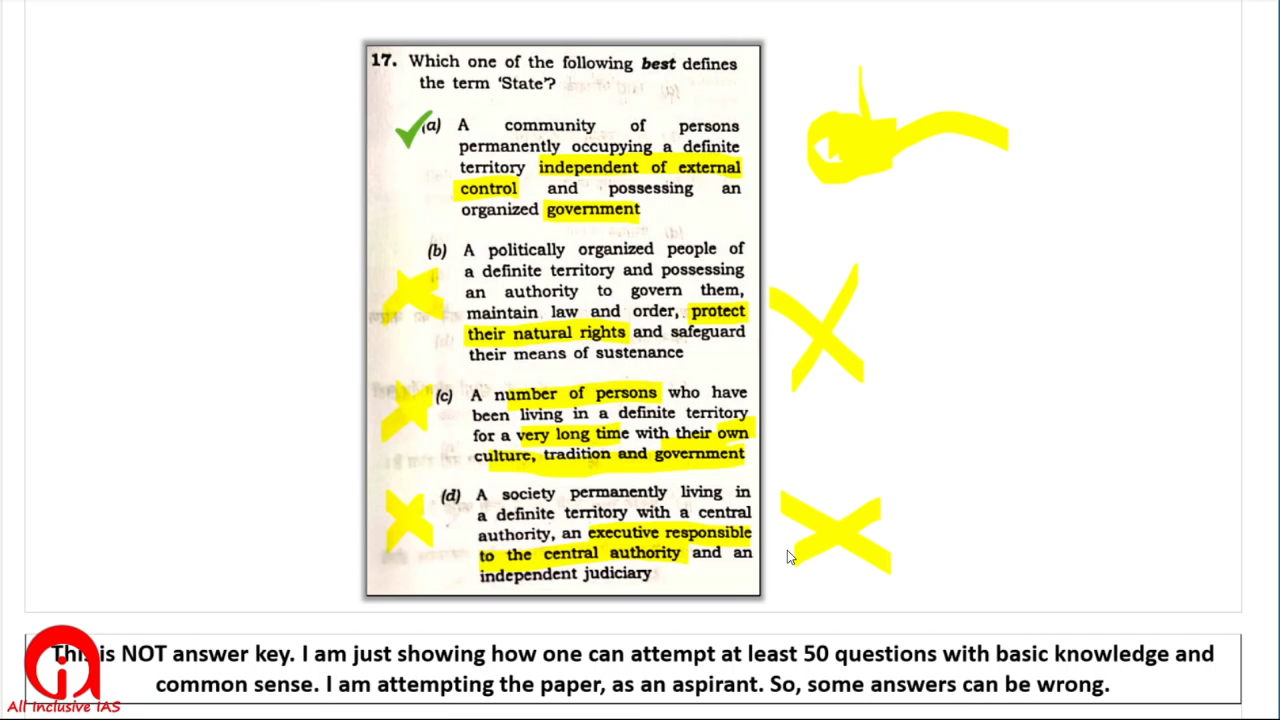 17. Which one of the following best defines
the term 'State'?
(a) A community of persons
permanently occupying a definite
territory independent of external
control and possessing an
organized government
(b) A politically organized people of
a definite territory and possessing
an authority to govern them,
maintain law and order, protect
their natural rights and safeguard
their means of sustenance
(c) A number of persons who have
been living in a definite territory
for a very long time with their own
culture, tradition and government
(d) A society permanently living in
a definite territory with a central
authority, an executive responsible
to the central authority and an
independent judiciary
This is NOT answer key. I am just showing how one can attempt at least 50 questions with basic knowledge and
common sense. I am attempting the paper, as an aspirant. So, some answers can be wrong.
All Inclusive IAS